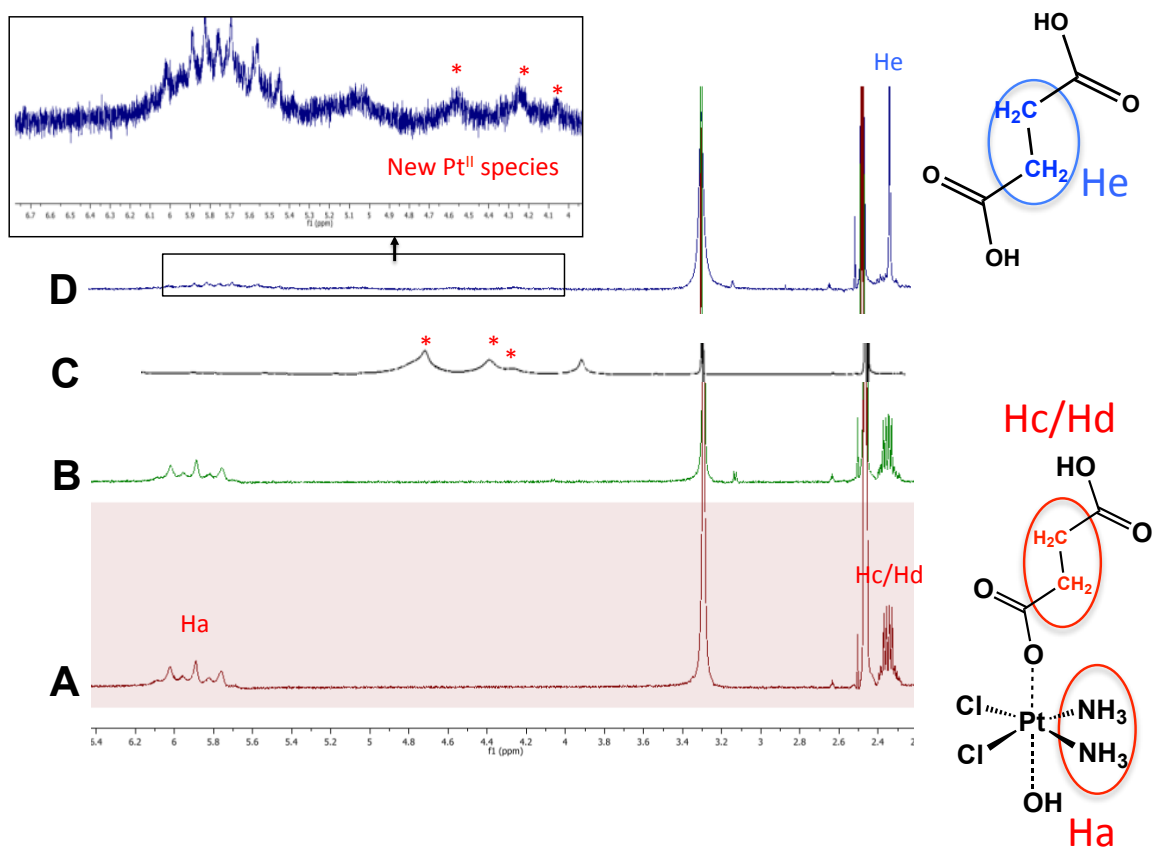 HO
O
H₂C
CH₂
He
O
OH
He
* * *
New Ptᴵᴵ species
6.7 6.6 6.5 6.4 6.3 6.2 6.1 6 5.9 5.8 5.7 5.6 5.5 5.4 5.3 5.2 5.1 5 4.9 4.8 4.7 4.6 4.5 4.4 4.3 4.2 4.1 4
f1 (ppm)
D
* * *
C
B
Ha
Hc/Hd
A
5.4 6.2 6 5.8 5.6 5.4 5.2 5 4.8 4.6 4.4 4.2 4 3.8 3.6 3.4 3.2 3 2.8 2.6 2.4 2
f1 (ppm)
Hc/Hd
HO
O
H₂C
CH₂
O
O
Cl
Pt
NH₃
Cl
NH₃
OH
Ha